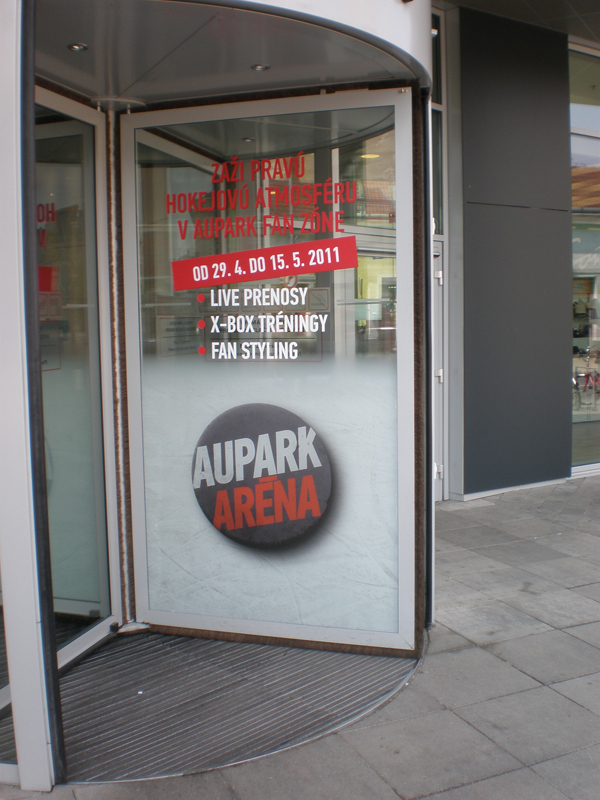 ZAŽI PRAVÚ
HOKEJOVÚ ATMOSFÉRU
V AUPARK FAN ZÓNE
OD 29. 4. DO 15. 5. 2011
LIVE PRENOSY
X-BOX TRÉNINGY
FAN STYLING
AUPARK
ARÉNA